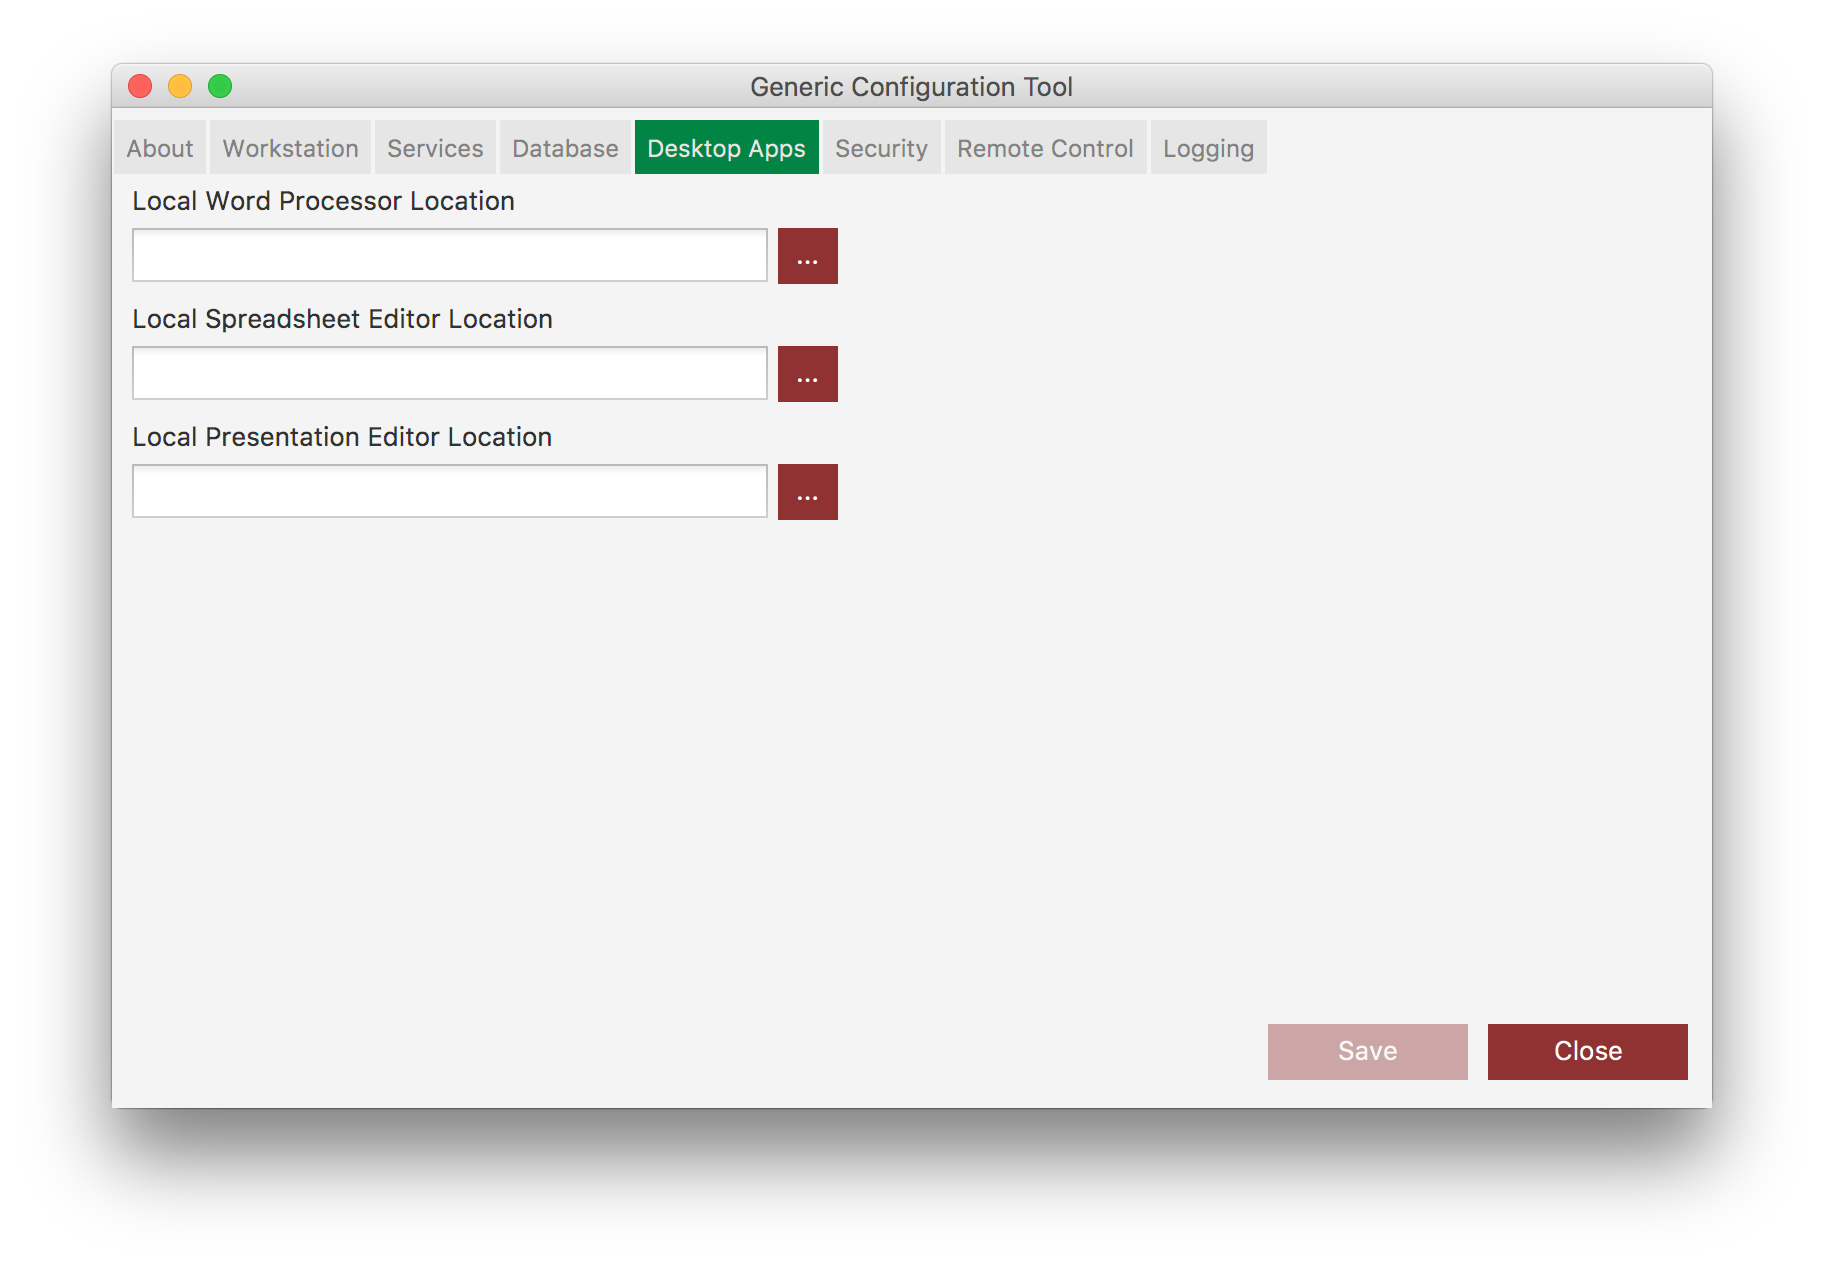 Generic Configuration Tool
About Workstation Services Database Desktop Apps Security Remote Control Logging
Local Word Processor Location
...
Local Spreadsheet Editor Location
...
Local Presentation Editor Location
...
Save Close